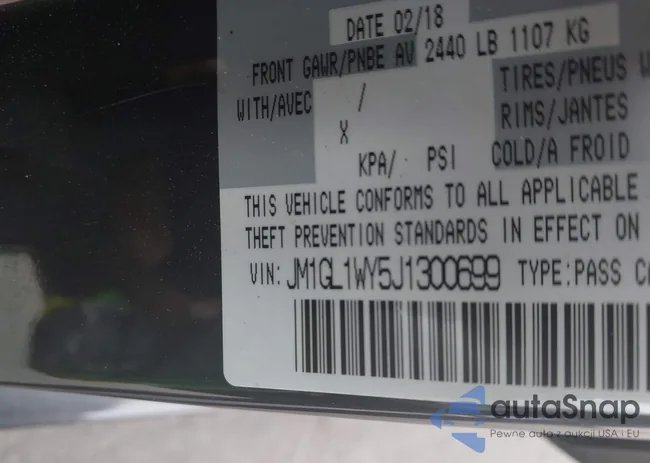 DATE 02/18
FRONT GAWR/PNBE AV 2440 LB 1107 KG
TIRES/PNEUS
WITH/AVEC /
RIMS/JANTES
X
KPA/ PSI COLD/A FROID
THIS VEHICLE CONFORMS TO ALL APPLICABLE
THEFT PREVENTION STANDARDS IN EFFECT ON
VIN: JM1GL1WY5J1300699 TYPE:PASS CA
autoSnap
Pewne auto z aukcji USA i EU